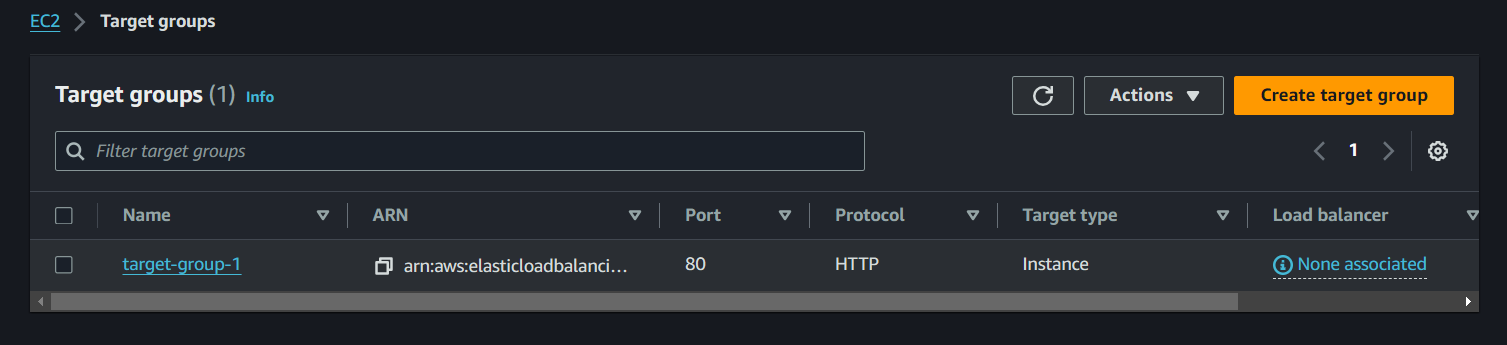 EC2 > Target groups
Target groups (1) Info
Actions
Create target group
Filter target groups
1
Name ARN Port Protocol Target type Load balancer
target-group-1 arn:aws:elasticloadbalanci... 80 HTTP Instance None associated